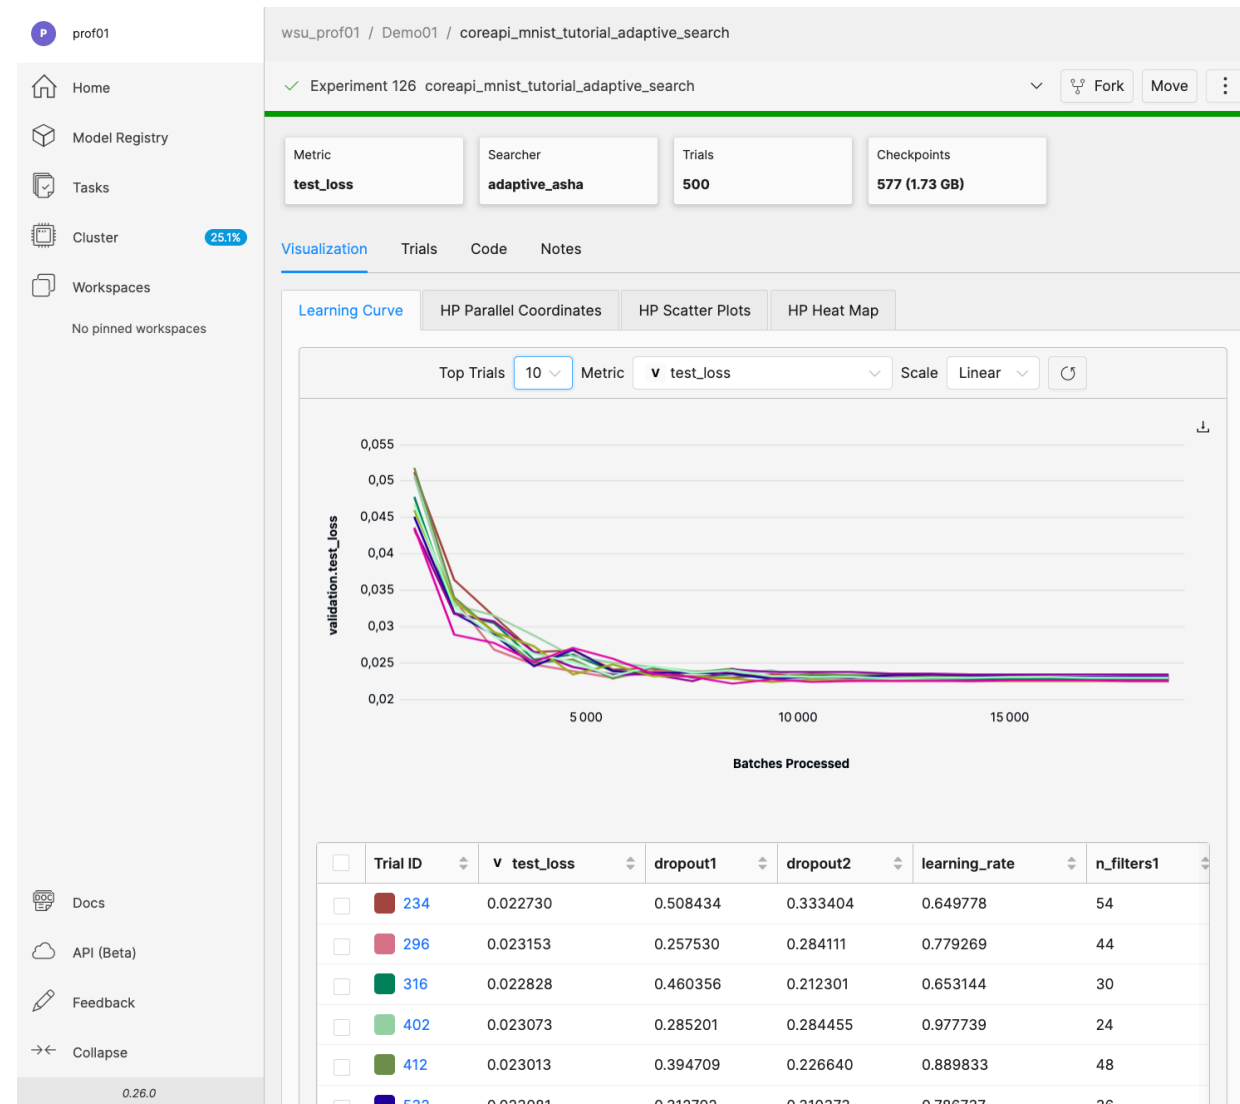 P prof01
Home
Model Registry
Tasks
Cluster 25.1%
Workspaces
No pinned workspaces
Docs
API (Beta)
Feedback
Collapse
0.26.0
wsu_prof01 / Demo01 / coreapi_mnist_tutorial_adaptive_search
Experiment 126 coreapi_mnist_tutorial_adaptive_search Fork Move
Metric
test_loss
Searcher
adaptive_asha
Trials
500
Checkpoints
577 (1.73 GB)
Visualization Trials Code Notes
Learning Curve HP Parallel Coordinates HP Scatter Plots HP Heat Map
Top Trials 10 Metric v test_loss Scale Linear
validation.test_loss
0,055
0,05
0,045
0,04
0,035
0,03
0,025
0,02
5 000 10 000 15 000
Batches Processed
Trial ID v test_loss dropout1 dropout2 learning_rate n_filters1
234 0.022730 0.508434 0.333404 0.649778 54
296 0.023153 0.257530 0.284111 0.779269 44
316 0.022828 0.460356 0.212301 0.653144 30
402 0.023073 0.285201 0.284455 0.977739 24
412 0.023013 0.394709 0.226640 0.889833 48